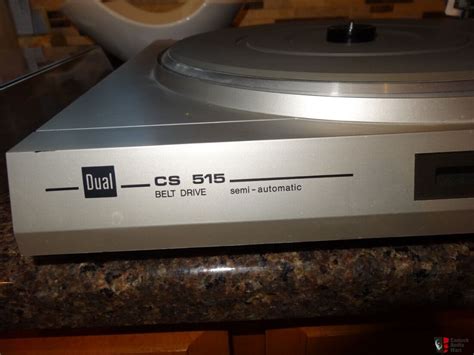 Dual
CS 515
BELT DRIVE semi-automatic